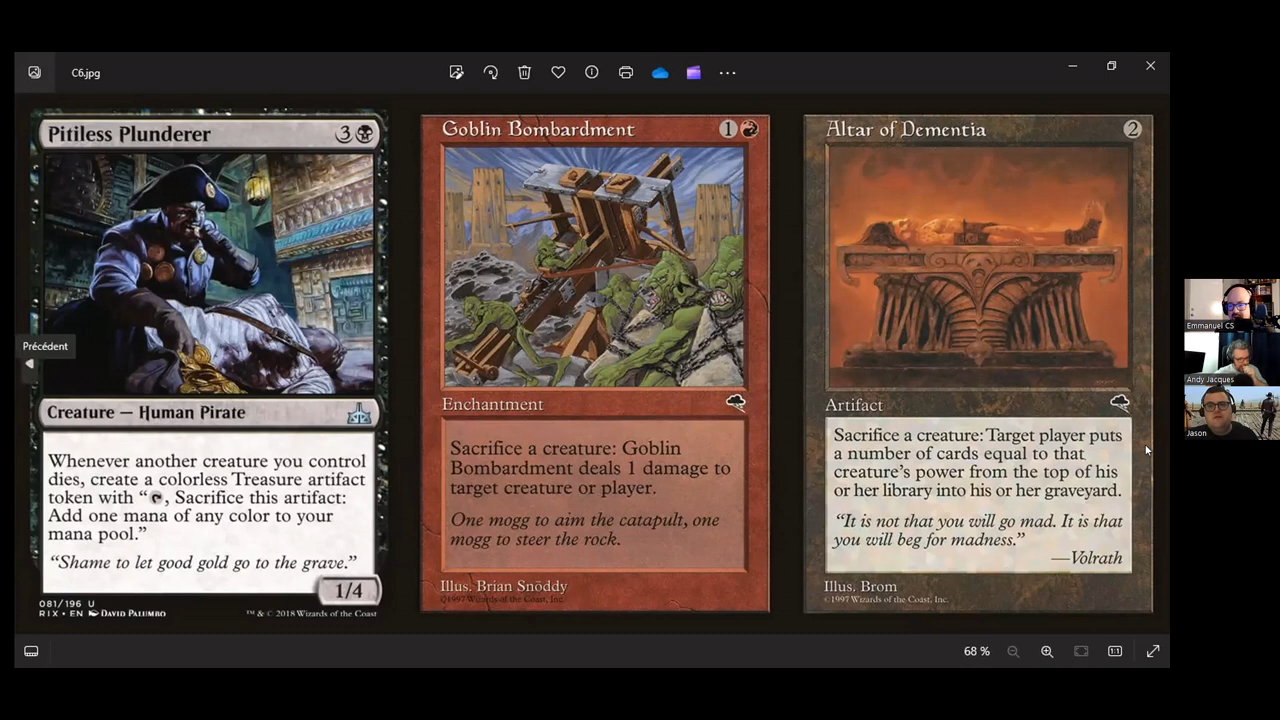 C6.jpg
Pitiless Plunderer 3
Précédent
Creature — Human Pirate
Whenever another creature you control
dies, create a colorless Treasure artifact
token with “, Sacrifice this artifact:
Add one mana of any color to your
mana pool.”
“Shame to let good gold go to the grave.”
1/4
081/196 U
RIX • EN DAVID PALUMBO
™ & © 2018 Wizards of the Coast
Goblin Bombardment 1
Enchantment
Sacrifice a creature: Goblin
Bombardment deals 1 damage to
target creature or player.
One mogg to aim the catapult, one
mogg to steer the rock.
Illus. Brian Snöddy
©1997 Wizards of the Coast, Inc.
Altar of Dementia 2
Artifact
Sacrifice a creature: Target player puts
a number of cards equal to that
creature's power from the top of his
or her library into his or her graveyard.
“It is not that you will go mad. It is that
you will beg for madness.”
—Volrath
Illus. Brom
©1997 Wizards of the Coast, Inc.
Emmanuel CS
Andy Jacques
Jason
68 %
1:1